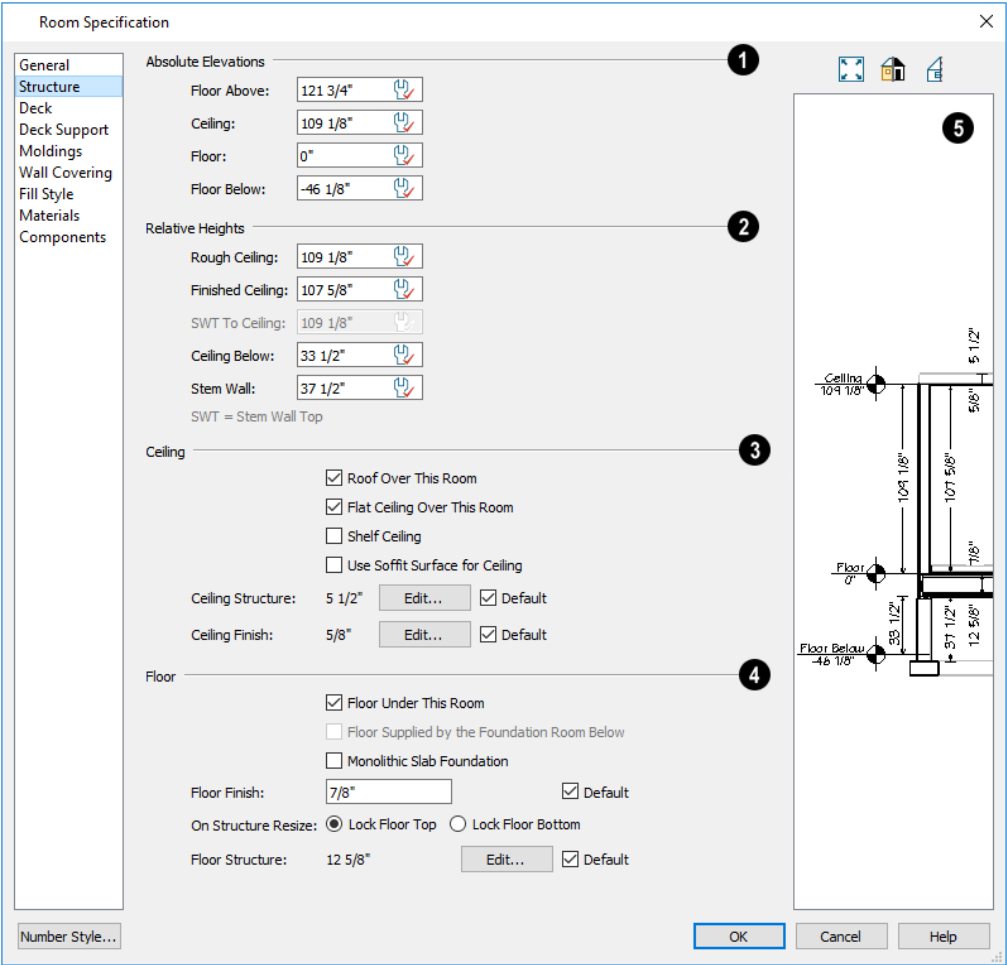 Room Specification
General
Structure
Deck
Deck Support
Moldings
Wall Covering
Fill Style
Materials
Components
Absolute Elevations 1
Floor Above: 121 3/4"
Ceiling: 109 1/8"
Floor: 0"
Floor Below: -46 1/8"
Relative Heights 2
Rough Ceiling: 109 1/8"
Finished Ceiling: 107 5/8"
SWT To Ceiling: 109 1/8"
Ceiling Below: 33 1/2"
Stem Wall: 37 1/2"
SWT = Stem Wall Top
Ceiling 3
Roof Over This Room
Flat Ceiling Over This Room
Shelf Ceiling
Use Soffit Surface for Ceiling
Ceiling Structure: 5 1/2" Edit... Default
Ceiling Finish: 5/8" Edit... Default
Floor 4
Floor Under This Room
Floor Supplied by the Foundation Room Below
Monolithic Slab Foundation
Floor Finish: 7/8" Default
On Structure Resize: Lock Floor Top Lock Floor Bottom
Floor Structure: 12 5/8" Edit... Default
5
5 1/2"
Ceiling
109 1/8"
5/8"
109 1/8"
107 5/8"
7/8"
Floor
0"
33 1/2"
37 1/2"
12 5/8"
Floor Below
-46 1/8"
Number Style... OK Cancel Help